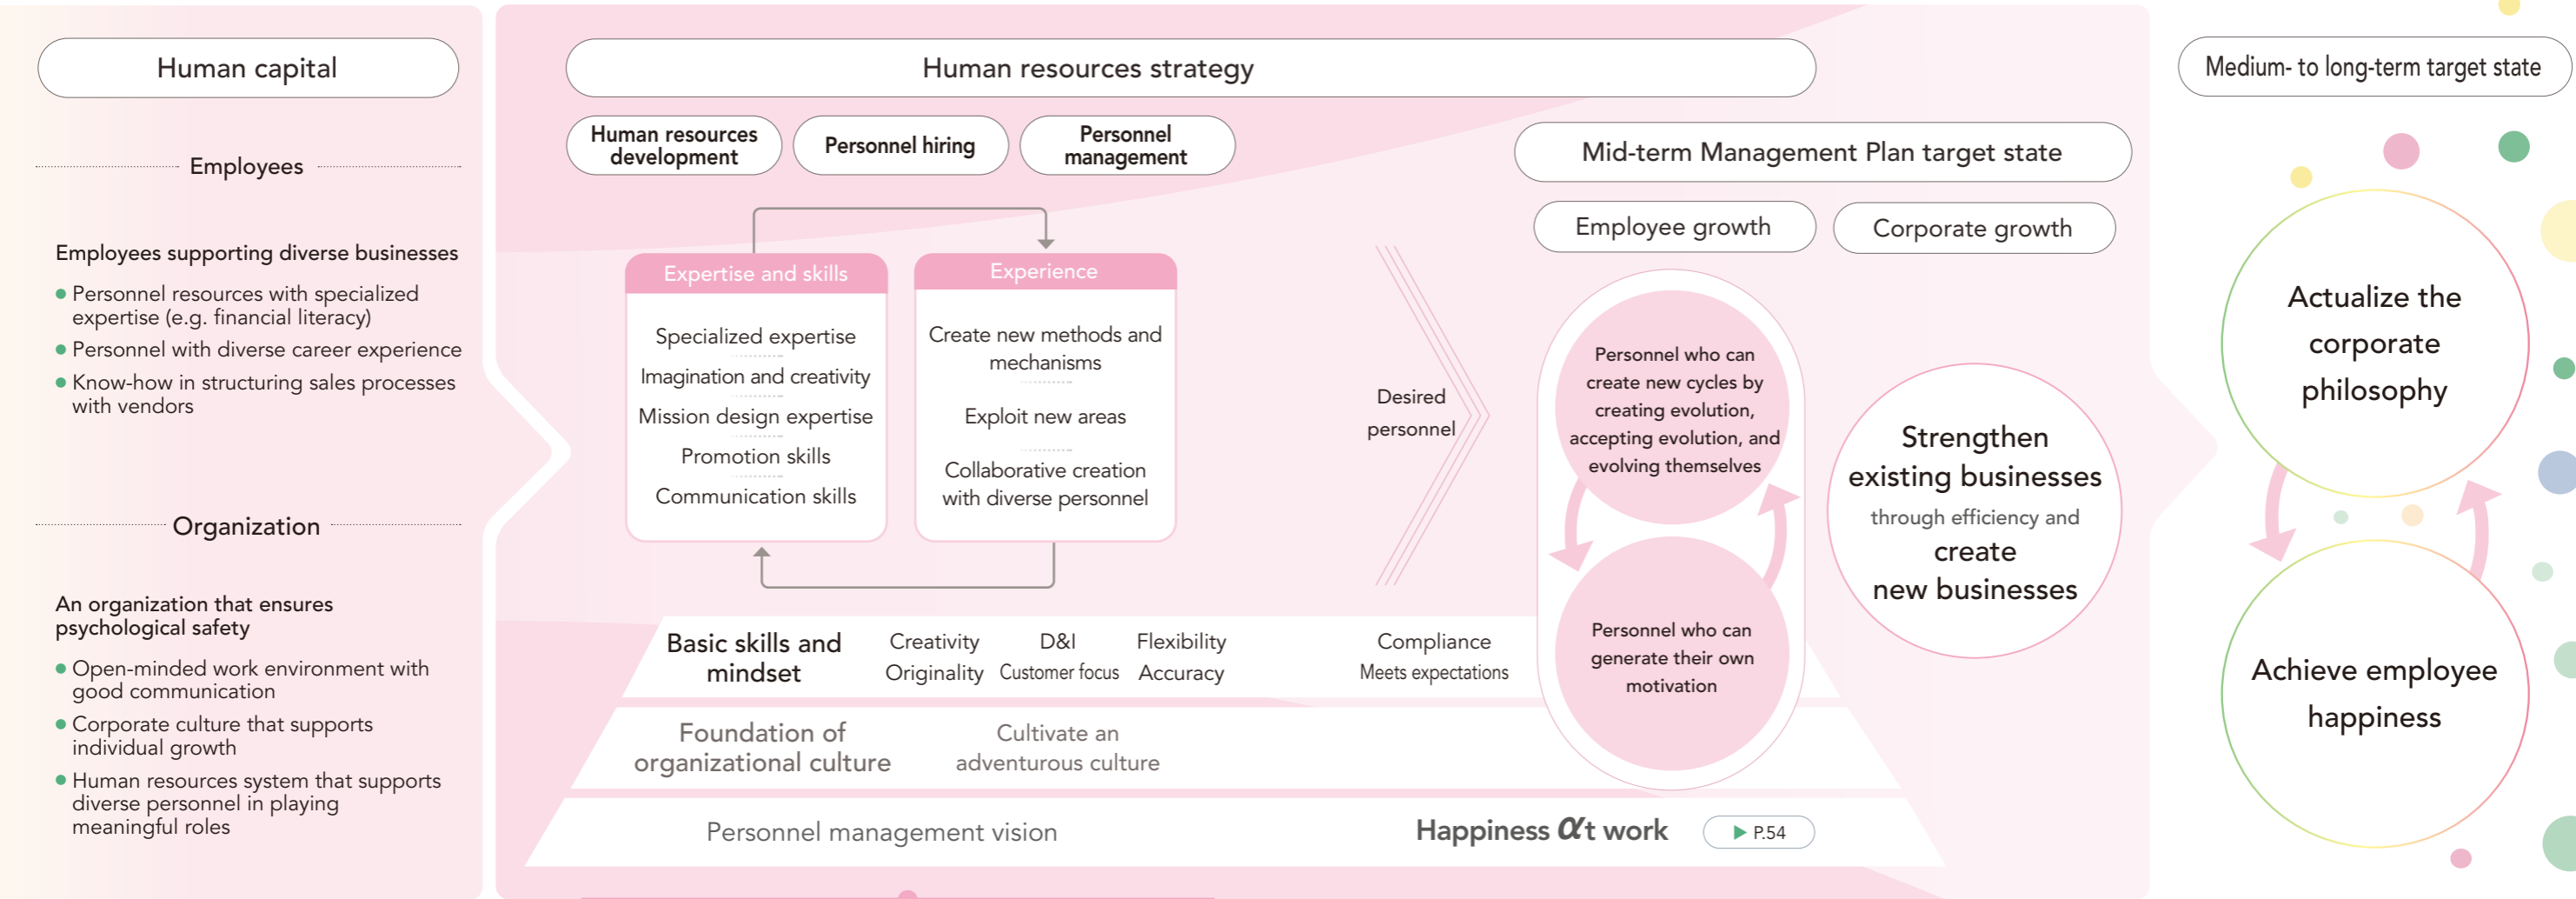 Human capital
Employees
Employees supporting diverse businesses
Personnel resources with specialized
expertise (e.g. financial literacy)
Personnel with diverse career experience
Know-how in structuring sales processes
with vendors
Organization
An organization that ensures
psychological safety
Open-minded work environment with
good communication
Corporate culture that supports
individual growth
Human resources system that supports
diverse personnel in playing
meaningful roles
Human resources strategy
Human resources
development
Personnel hiring
Personnel
management
Expertise and skills
Specialized expertise
Imagination and creativity
Mission design expertise
Promotion skills
Communication skills
Experience
Create new methods and
mechanisms
Exploit new areas
Collaborative creation
with diverse personnel
Desired
personnel
Mid-term Management Plan target state
Employee growth
Personnel who can
create new cycles by
creating evolution,
accepting evolution, and
evolving themselves
Personnel who can
generate their own
motivation
Corporate growth
Strengthen
existing businesses
through efficiency and
create
new businesses
Basic skills and
mindset
Creativity
Originality
D&I
Customer focus
Flexibility
Accuracy
Compliance
Meets expectations
Foundation of
organizational culture
Cultivate an
adventurous culture
Personnel management vision
Happiness αt work
P.54
Medium- to long-term target state
Actualize the
corporate
philosophy
Achieve employee
happiness